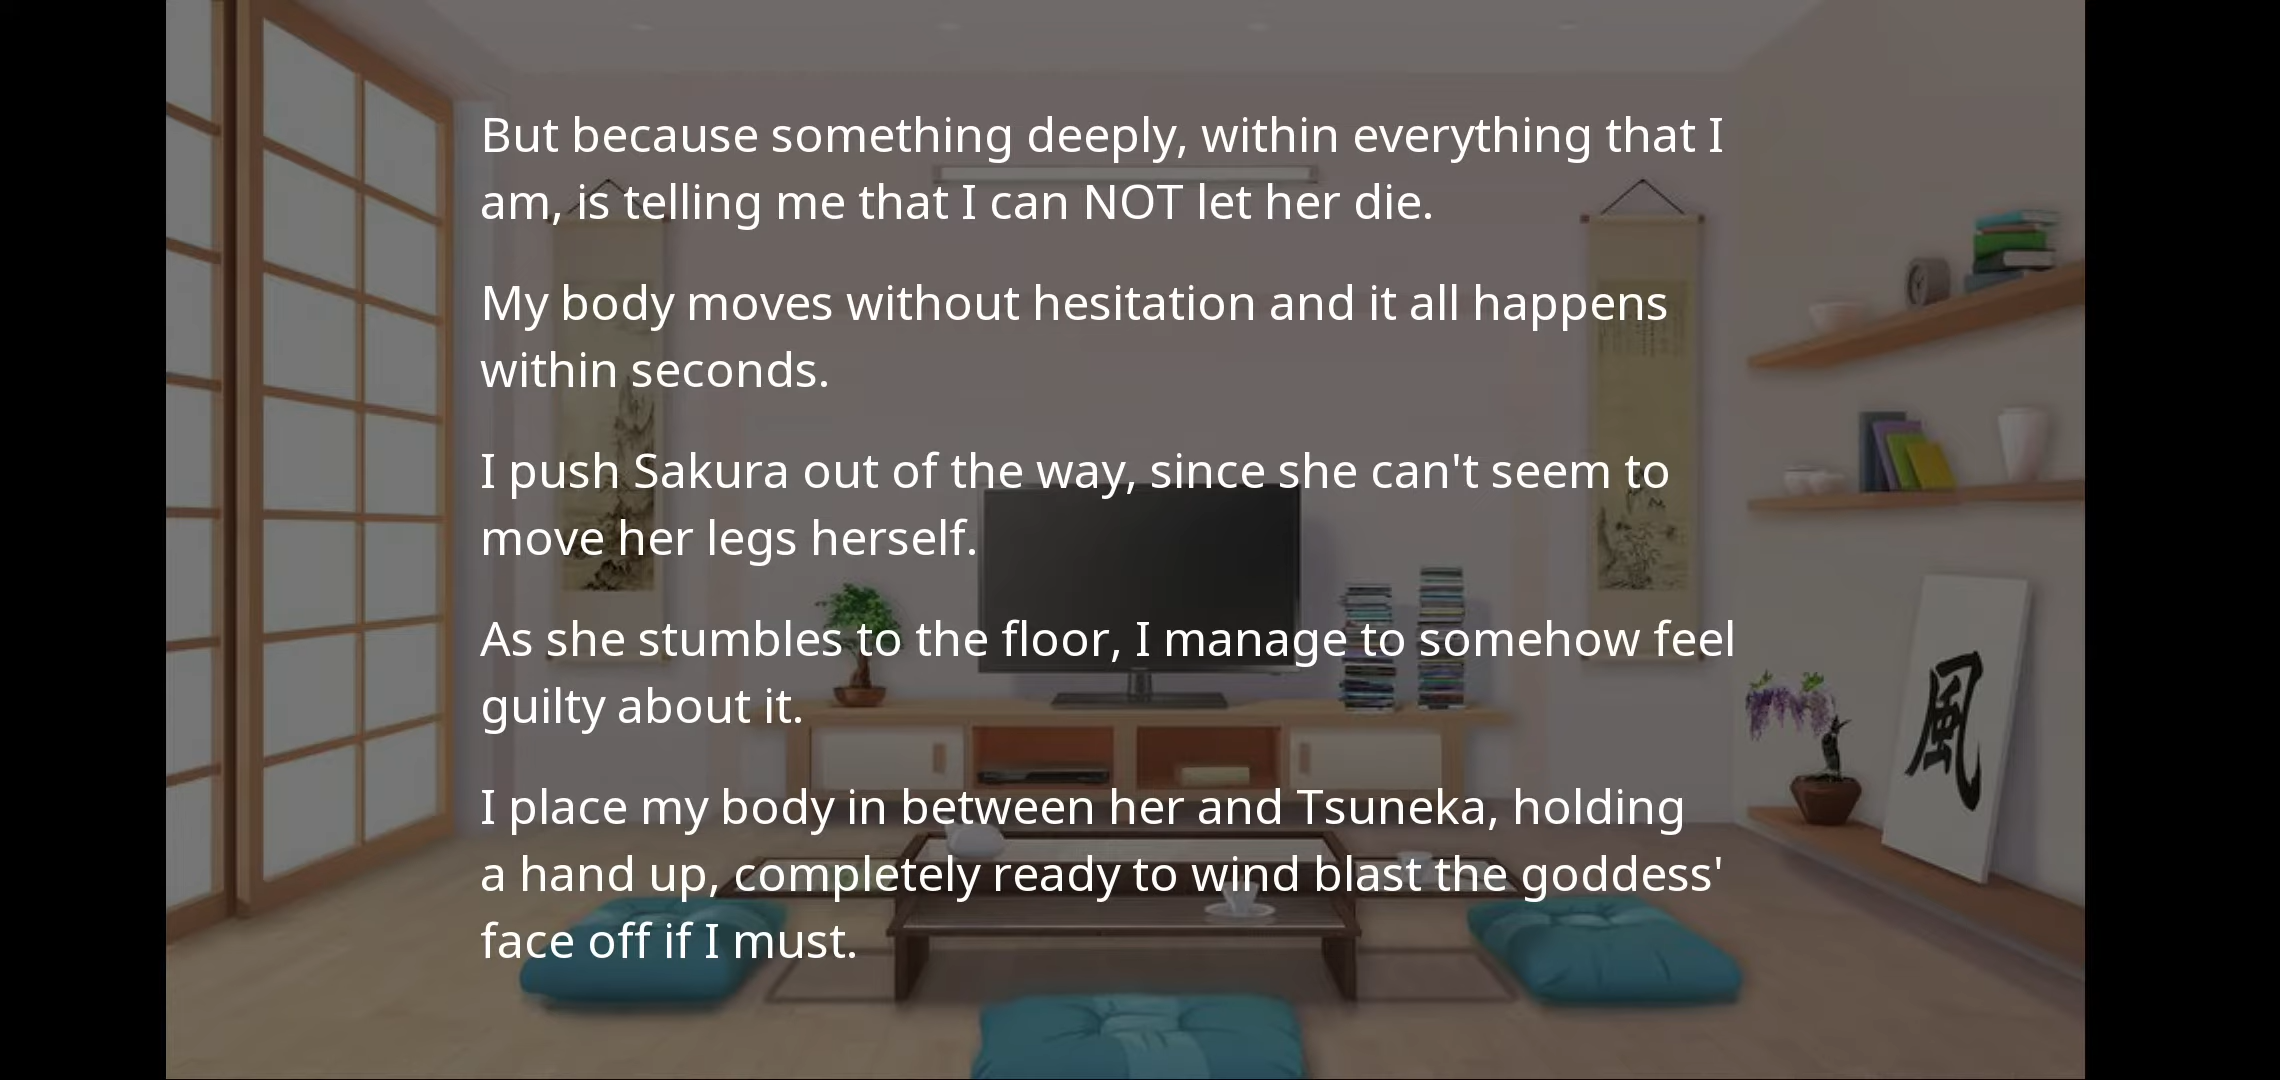 But because something deeply, within everything that I
am, is telling me that I can NOT let her die.
My body moves without hesitation and it all happens
within seconds.
I push Sakura out of the way, since she can't seem to
move her legs herself.
As she stumbles to the floor, I manage to somehow feel
guilty about it.
I place my body in between her and Tsuneka, holding
a hand up, completely ready to wind blast the goddess'
face off if I must.
風